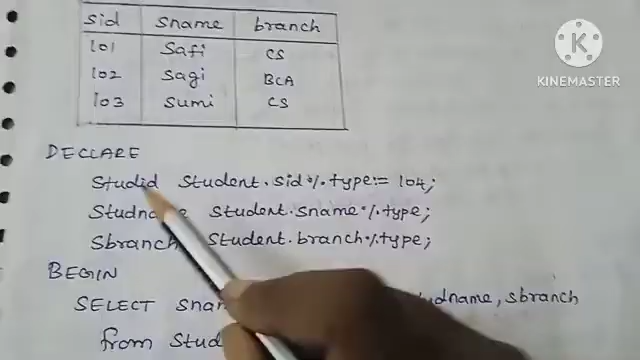 sid sname branch
101 Safi CS
102 Sagi BCA
103 Sumi CS
K
KINEMASTER
DECLARE
Studid Student.sid%type:= 104;
Student.sname%type;
Sbranch Student.branch%type;
BEGIN
SELECT sbranch
from